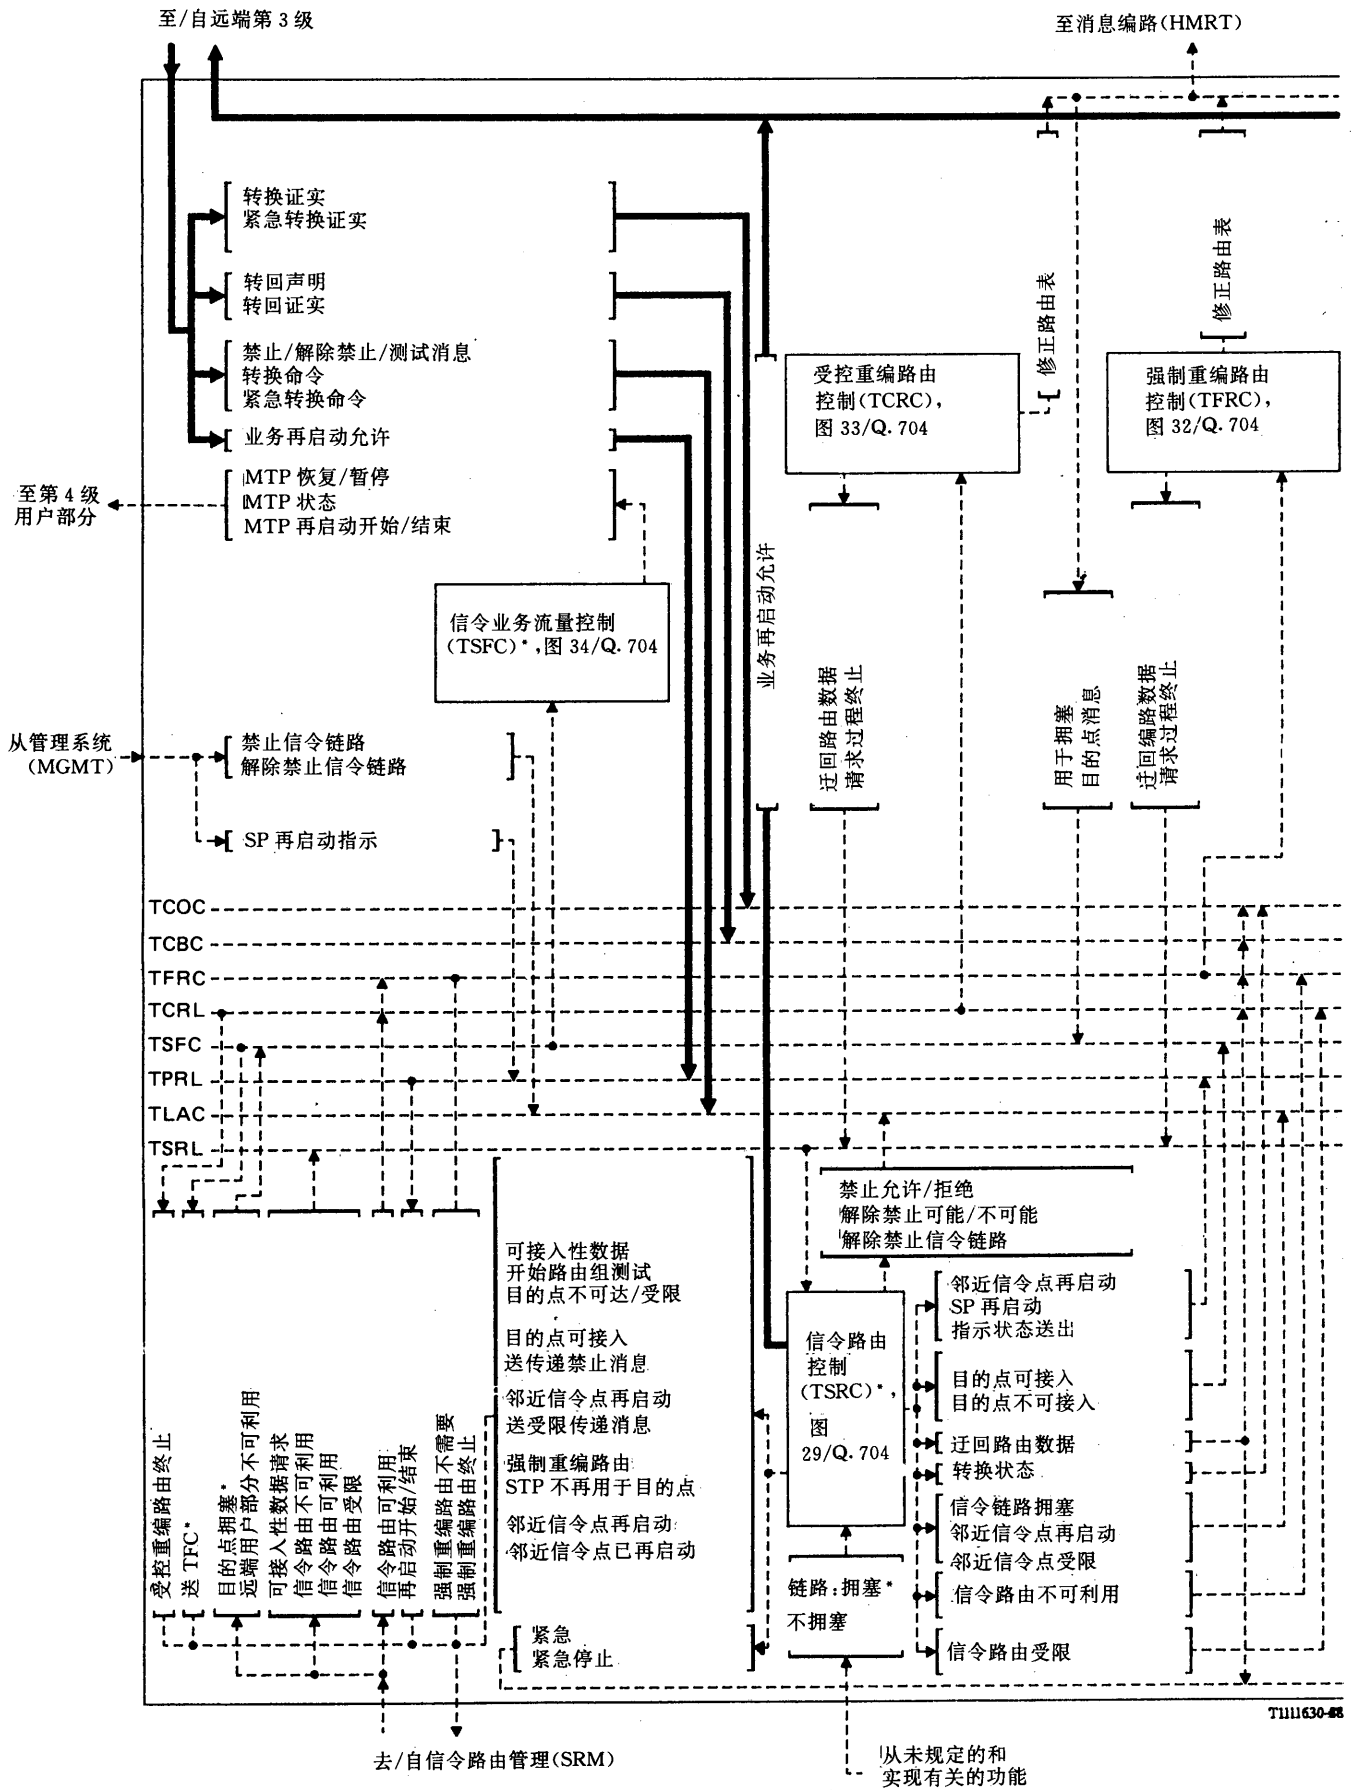 至/自远端第3级
至消息编路(HMRT)
转换证实
紧急转换证实
转回声明
转回证实
禁止/解除禁止/测试消息
转换命令
紧急转换命令
业务再启动允许
MTP 恢复/暂停
MTP 状态
MTP 再启动开始/结束
至第4级
用户部分
受控重编路由
控制(TCRC),
图 33/Q.704
修正路由表
强制重编路由
控制(TFRC),
图 32/Q.704
修正路由表
信令业务流量控制
(TSFC)*,图 34/Q.704
业务再启动允许
迂回路由数据
请求过程终止
用于拥塞
目的点消息
迂回编路数据
请求过程终止
从管理系统
(MGMT)
禁止信令链路
解除禁止信令链路
SP 再启动指示
TCOC
TCBC
TFRC
TCRL
TSFC
TPRL
TLAC
TSRL
禁止允许/拒绝
解除禁止可能/不可能
解除禁止信令链路
可接入性数据
开始路由组测试
目的点不可达/受限
目的点可接入
送传递禁止消息
邻近信令点再启动
送受限传递消息
强制重编路由
STP 不再用于目的点
邻近信令点再启动
邻近信令点已再启动
紧急
紧急停止
信令路由
控制
(TSRC)*,
图
29/Q.704
链路:拥塞*
不拥塞
邻近信令点再启动
SP 再启动
指示状态送出
目的点可接入
目的点不可接入
迂回路由数据
转换状态
信令链路拥塞
邻近信令点再启动
邻近信令点受限
信令路由不可利用
信令路由受限
受控重编路由终止
送 TFC*
目的点拥塞*
远端用户部分不可利用
可接入性数据请求
信令路由不可利用
信令路由可利用
信令路由受限
信令路由可利用
再启动开始/结束
强制重编路由不需要
强制重编路由终止
去/自信令路由管理(SRM)
从未规定的和
实现有关的功能
T1111630-88